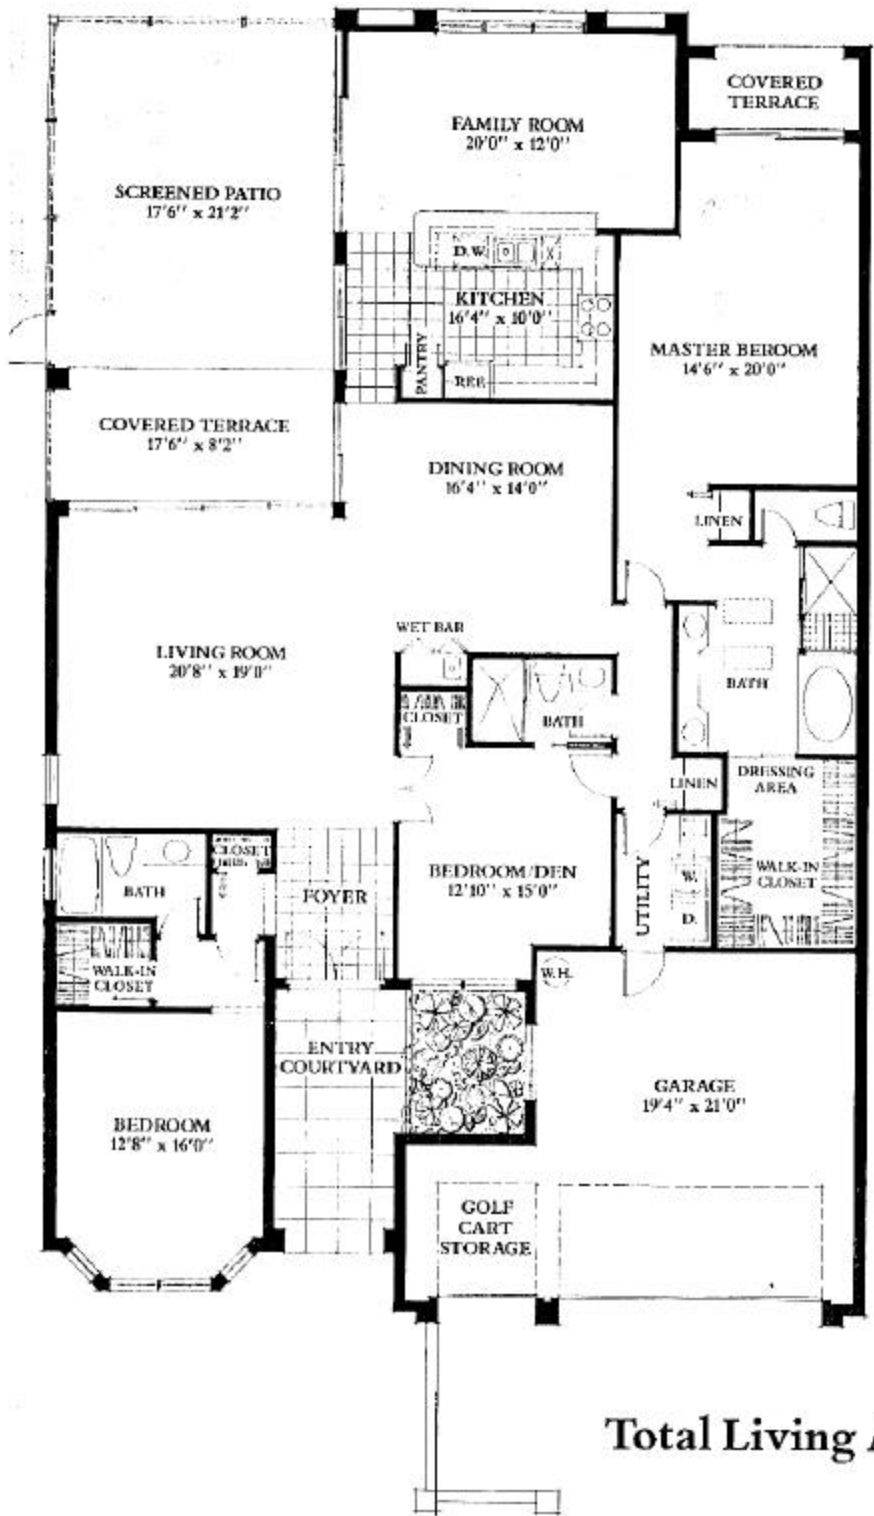 COVERED
TERRACE
FAMILY ROOM
20'0" x 12'0"
SCREENED PATIO
17'6" x 21'2"
D.W.
KITCHEN
16'4" x 10'0"
PANTRY
REF.
MASTER BEROOM
14'6" x 20'0"
COVERED TERRACE
17'6" x 8'2"
DINING ROOM
16'4" x 14'0"
LINEN
WET BAR
LIVING ROOM
20'8" x 19'0"
BATH
CLOSET
BATH
LINEN
DRESSING
AREA
CLOSET
BATH
FOYER
BEDROOM/DEN
12'10" x 15'0"
UTILITY
W.
D.
WALK-IN
CLOSET
WALK-IN
CLOSET
W.H.
ENTRY
COURTYARD
GARAGE
19'4" x 21'0"
BEDROOM
12'8" x 16'0"
GOLF
CART
STORAGE
Total Living